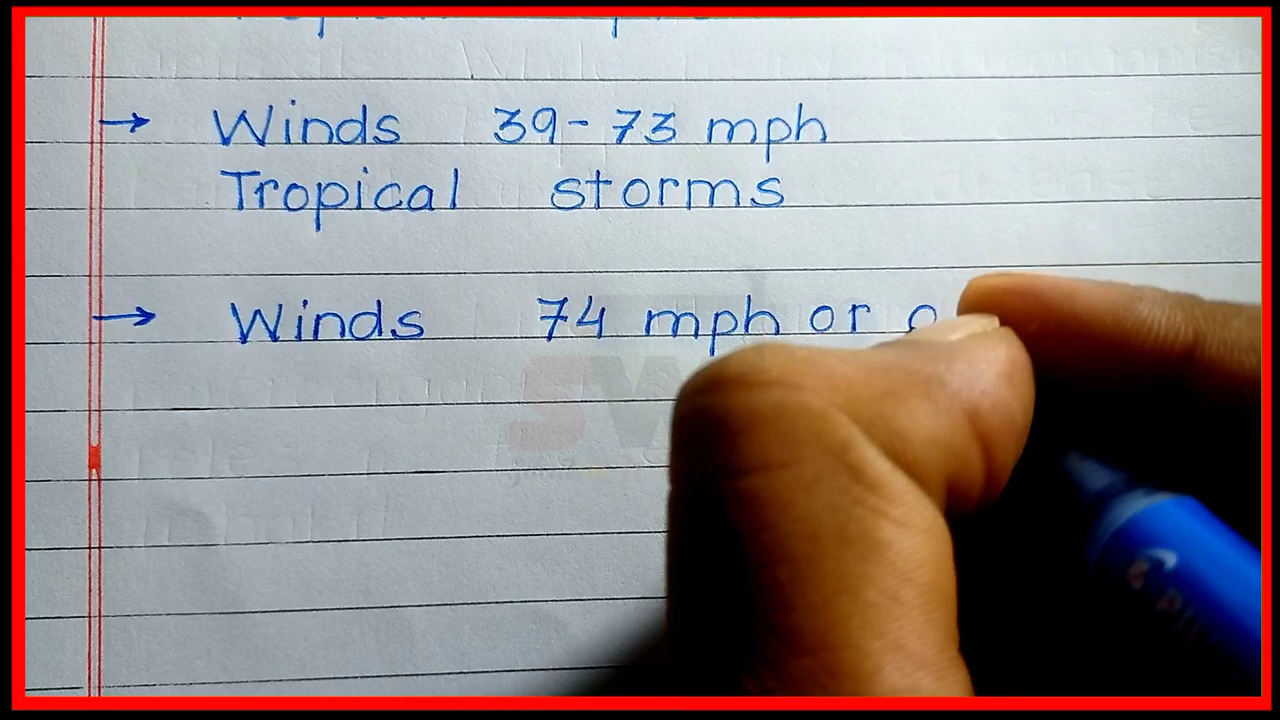 → Winds 39-73 mph
Tropical storms
→ Winds 74 mph or